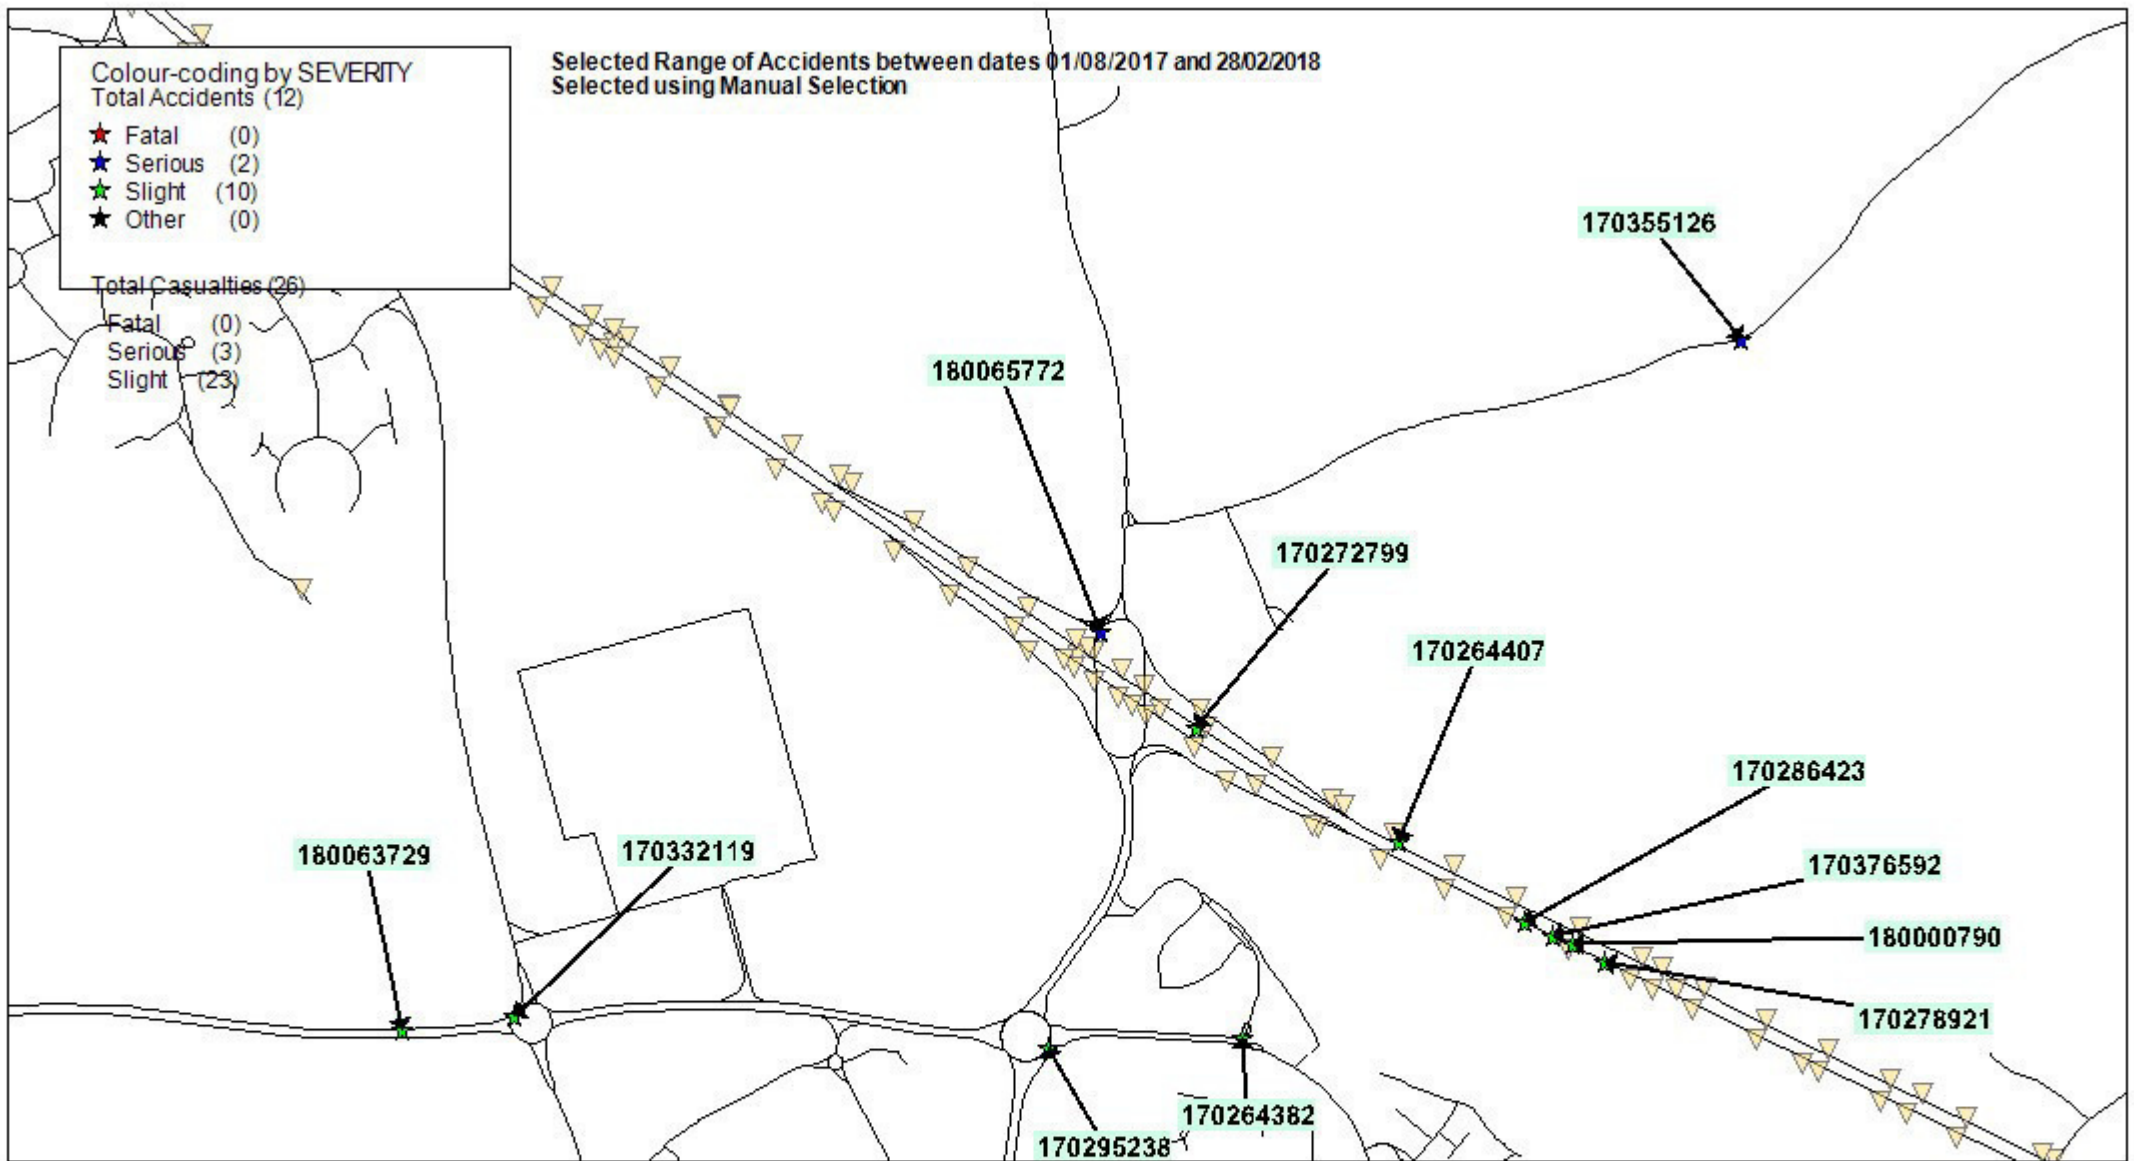 Colour-coding by SEVERITY
Total Accidents (12)
Fatal (0)
Serious (2)
Slight (10)
Other (0)
Total Casualties (26)
Fatal (0)
Serious (3)
Slight (23)
Selected Range of Accidents between dates 01/08/2017 and 28/02/2018
Selected using Manual Selection
170355126
180065772
170272799
170264407
170286423
180063729
170332119
170376592
180000790
170278921
170264382
170295238